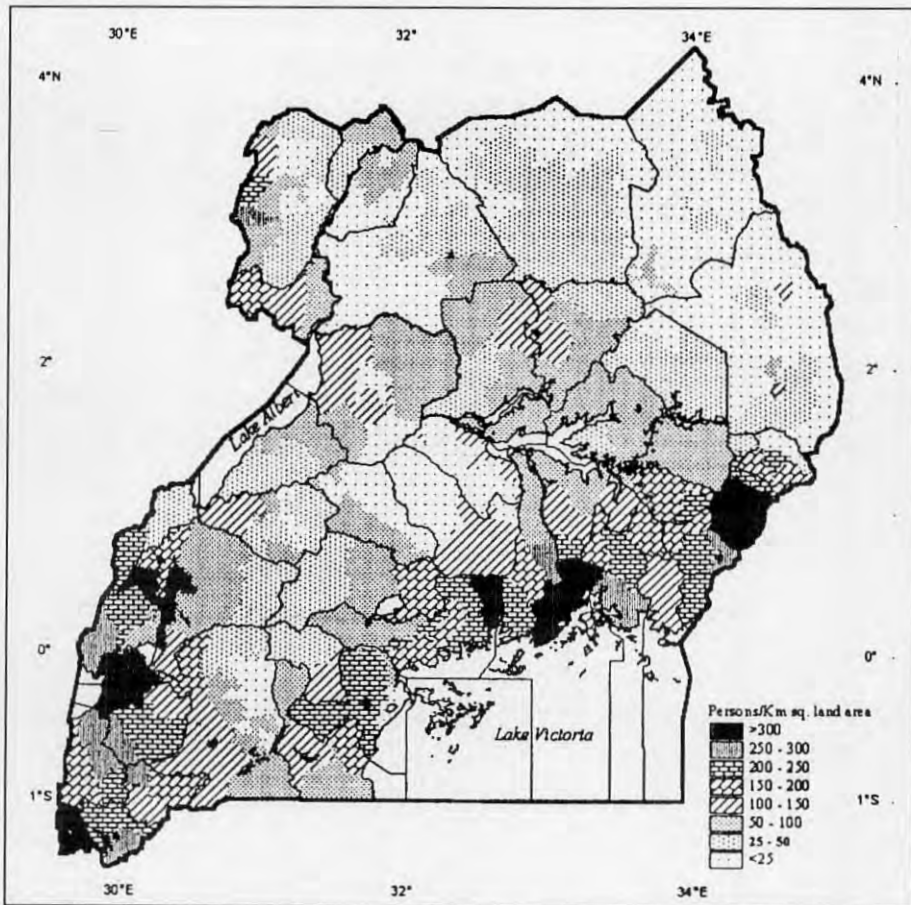 30°E 32° 34°E
4°N 4°N
2° 2°
Lake Albert
0° 0°
Persons/Km sq. land area
>300
250 - 300
200 - 250
150 - 200
100 - 150
50 - 100
25 - 50
<25
Lake Victorta
1°S 1°S
30°E 32° 34°E